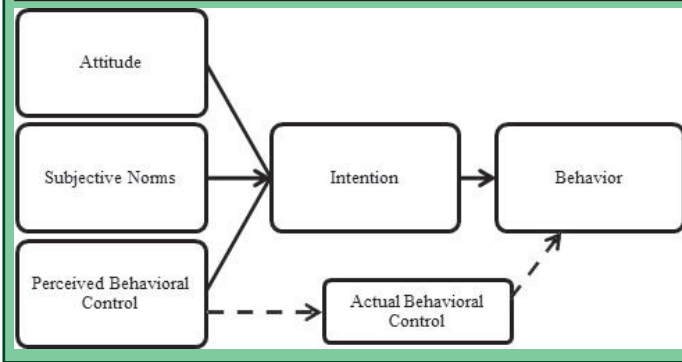 Attitude
Subjective Norms
Intention
Behavior
Perceived Behavioral
Control
Actual Behavioral
Control